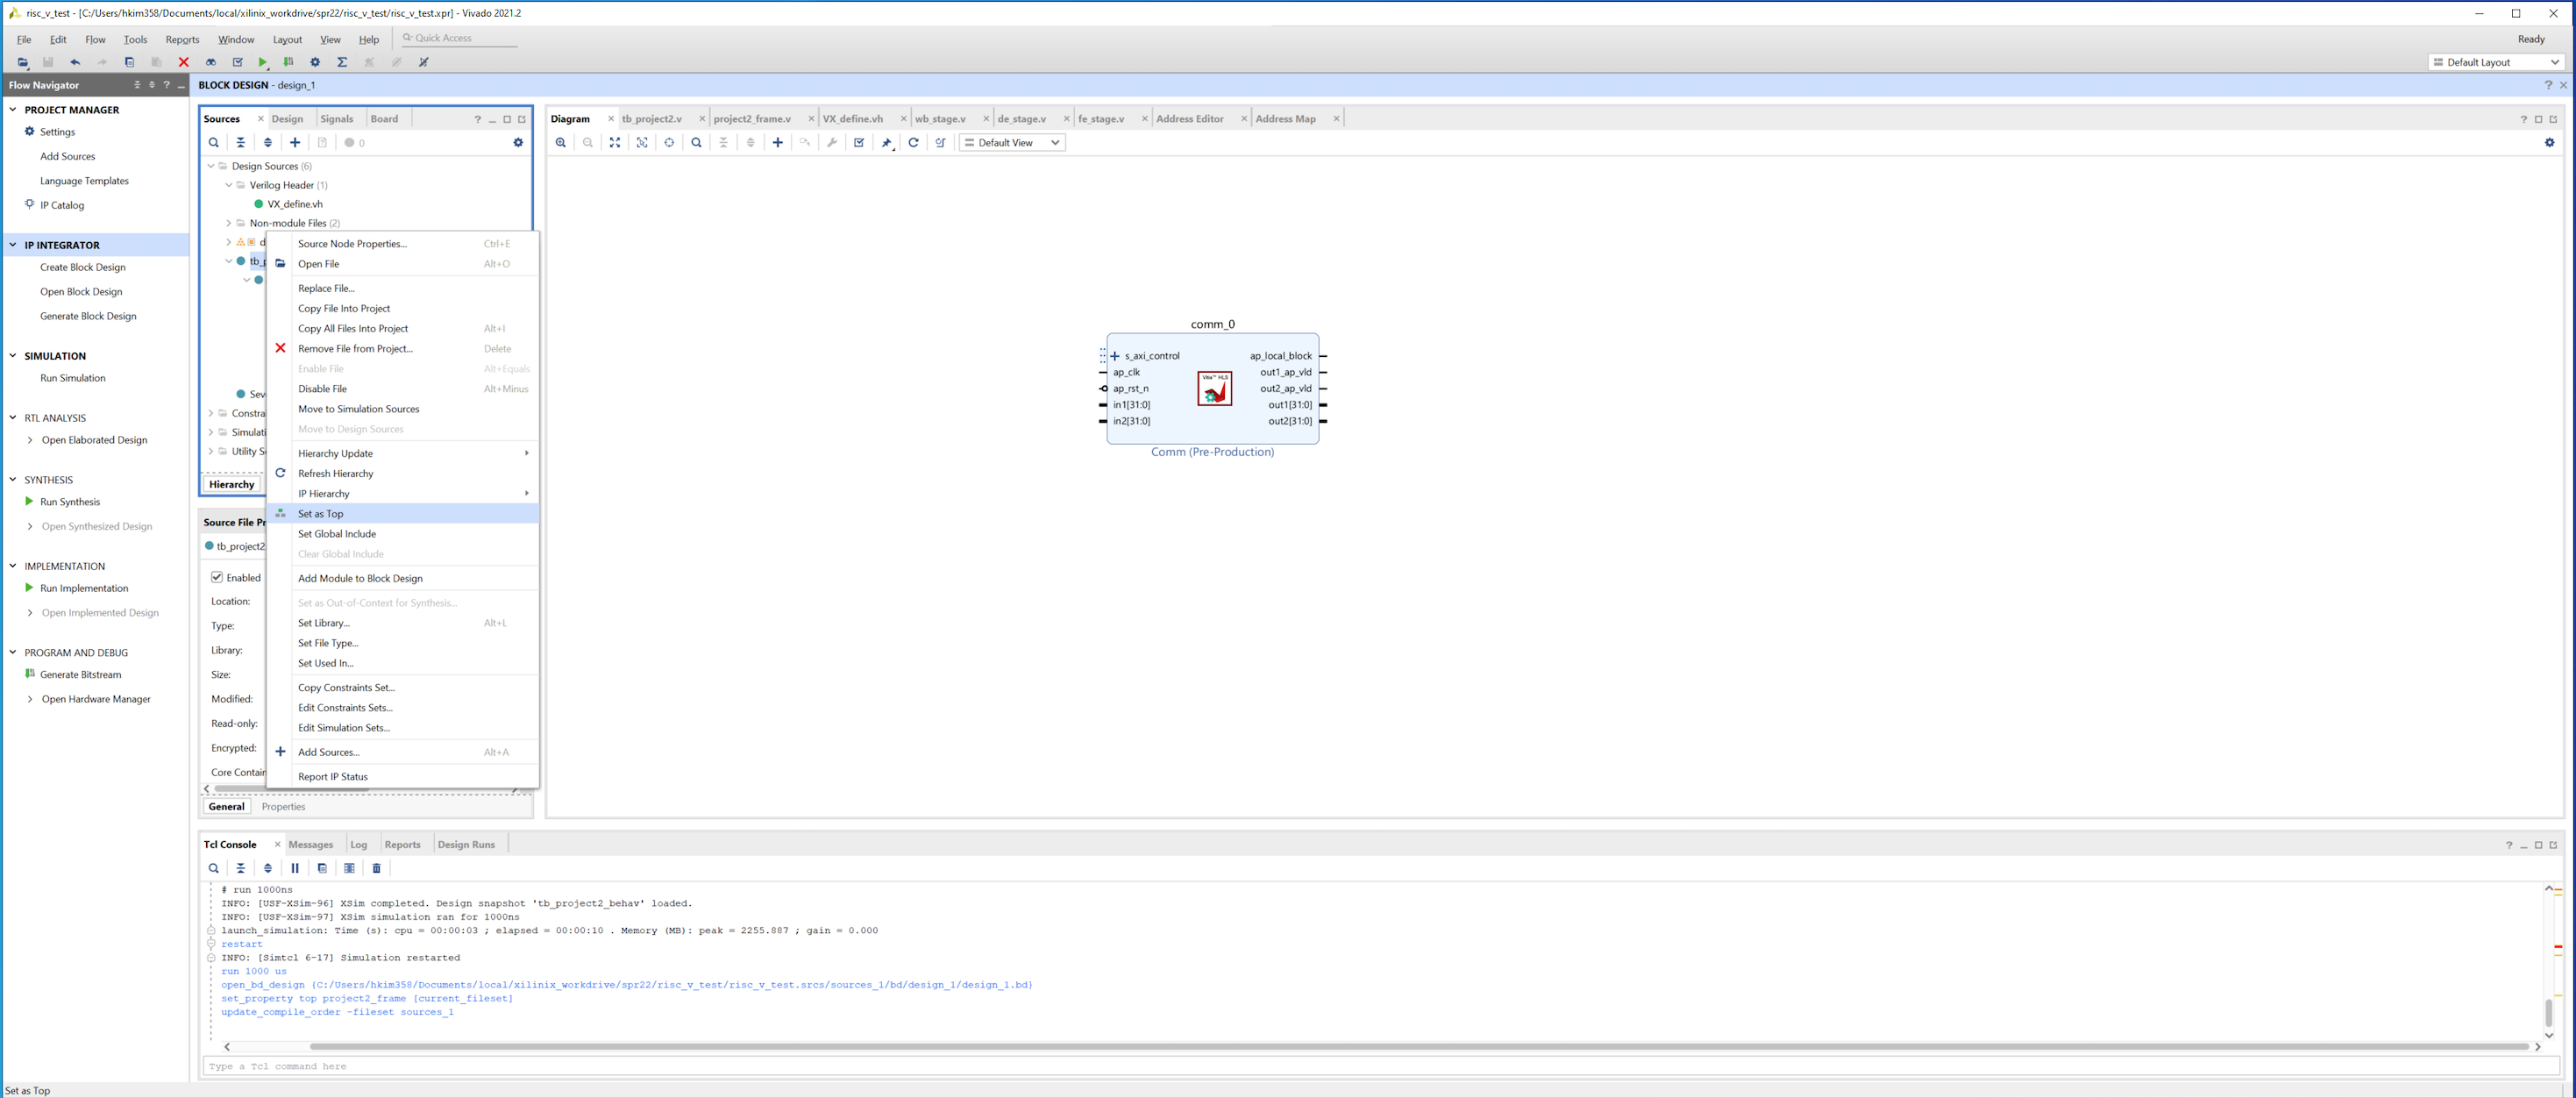 risc_v_test - [C:/Users/hkim358/Documents/local/xilinix_workdrive/spr22/risc_v_test/risc_v_test.xpr] - Vivado 2021.2
File Edit Flow Tools Reports Window Layout View Help Quick Access
Ready
Default Layout
Flow Navigator
PROJECT MANAGER
Settings
Add Sources
Language Templates
IP Catalog
IP INTEGRATOR
Create Block Design
Open Block Design
Generate Block Design
SIMULATION
Run Simulation
RTL ANALYSIS
Open Elaborated Design
SYNTHESIS
Run Synthesis
Open Synthesized Design
IMPLEMENTATION
Run Implementation
Open Implemented Design
PROGRAM AND DEBUG
Generate Bitstream
Open Hardware Manager
BLOCK DESIGN - design_1
Sources Design Signals Board
0
Design Sources (6)
Verilog Header (1)
VX_define.vh
Non-module Files (2)
d
tb_p
Sev
Constra
Simulati
Utility S
Hierarchy
Source File Pr
tb_project2
Enabled
Location:
Type:
Library:
Size:
Modified:
Read-only:
Encrypted:
Core Contain
General Properties
Source Node Properties... Ctrl+E
Open File Alt+O
Replace File...
Copy File Into Project
Copy All Files Into Project Alt+I
Remove File from Project... Delete
Enable File Alt+Equals
Disable File Alt+Minus
Move to Simulation Sources
Move to Design Sources
Hierarchy Update
Refresh Hierarchy
IP Hierarchy
Set as Top
Set Global Include
Clear Global Include
Add Module to Block Design
Set as Out-of-Context for Synthesis...
Set Library... Alt+L
Set File Type...
Set Used In...
Copy Constraints Set...
Edit Constraints Sets...
Edit Simulation Sets...
Add Sources... Alt+A
Report IP Status
Diagram tb_project2.v project2_frame.v VX_define.vh wb_stage.v de_stage.v fe_stage.v Address Editor Address Map
Default View
comm_0
s_axi_control
ap_clk
ap_rst_n
in1[31:0]
in2[31:0]
Vitis™ HLS
ap_local_block
out1_ap_vld
out2_ap_vld
out1[31:0]
out2[31:0]
Comm (Pre-Production)
Tcl Console Messages Log Reports Design Runs
# run 1000ns
INFO: [USF-XSim-96] XSim completed. Design snapshot 'tb_project2_behav' loaded.
INFO: [USF-XSim-97] XSim simulation ran for 1000ns
launch_simulation: Time (s): cpu = 00:00:03 ; elapsed = 00:00:10 . Memory (MB): peak = 2255.887 ; gain = 0.000
restart
INFO: [Simtcl 6-17] Simulation restarted
run 1000 us
open_bd_design {C:/Users/hkim358/Documents/local/xilinix_workdrive/spr22/risc_v_test/risc_v_test.srcs/sources_1/bd/design_1/design_1.bd}
set_property top project2_frame [current_fileset]
update_compile_order -fileset sources_1
Type a Tcl command here
Set as Top